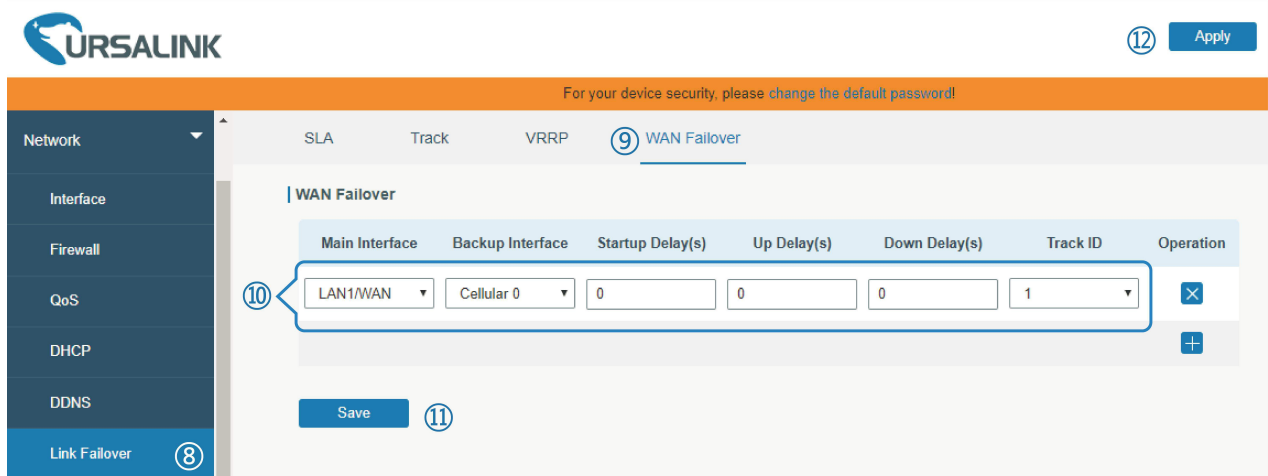 URSALINK
⑫ Apply
For your device security, please change the default password!
Network
SLA Track VRRP ⑨ WAN Failover
Interface
WAN Failover
Firewall
Main Interface Backup Interface Startup Delay(s) Up Delay(s) Down Delay(s) Track ID Operation
QoS
⑩ LAN1/WAN Cellular 0 0 0 0 1
DHCP
DDNS
Save ⑪
Link Failover ⑧